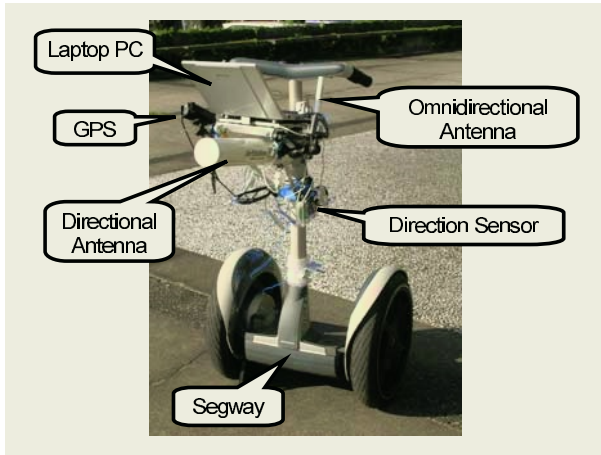 Laptop PC
GPS
Omnidirectional
Antenna
Directional
Antenna
Direction Sensor
Segway